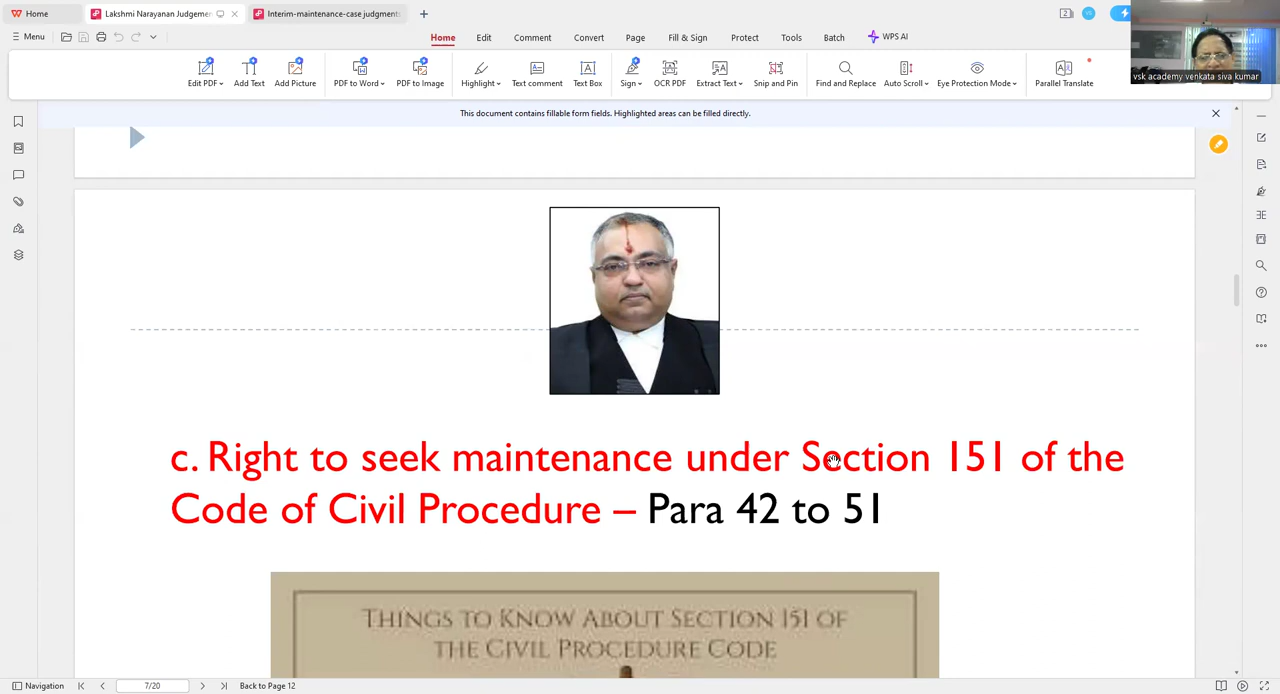 Home
Lakshmi Narayanan Judgemen
Interim-maintenance-case judgments
2
Menu
Home Edit Comment Convert Page Fill & Sign Protect Tools Batch WPS AI
Edit PDF Add Text Add Picture PDF to Word PDF to Image Highlight Text comment Text Box Sign OCR PDF Extract Text Snip and Pin Find and Replace Auto Scroll Eye Protection Mode Parallel Translate
vsk academy venkata siva kumar
This document contains fillable form fields. Highlighted areas can be filled directly.
c. Right to seek maintenance under Section 151 of the
Code of Civil Procedure – Para 42 to 51
THINGS TO KNOW ABOUT SECTION 151 OF
THE CIVIL PROCEDURE CODE
Navigation 7/20 Back to Page 12